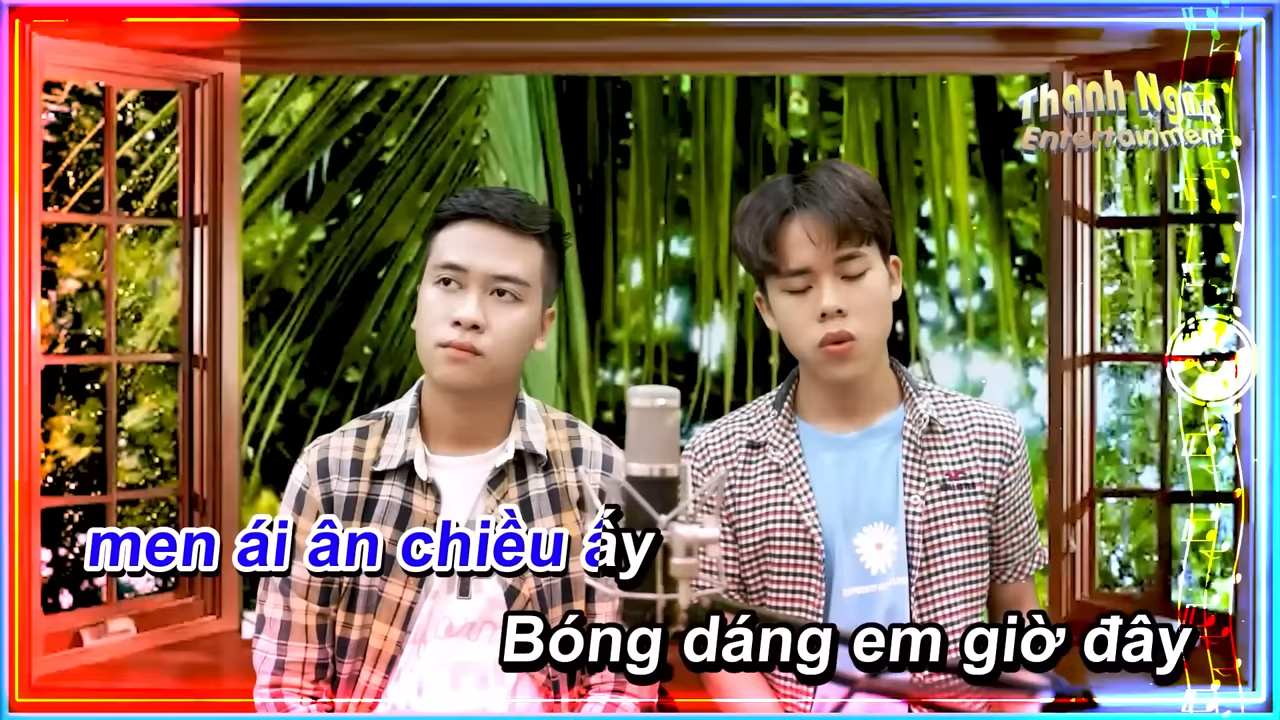 Thanh Ngân
Entertainment
men ái ân chiều ấy
Bóng dáng em giờ đây